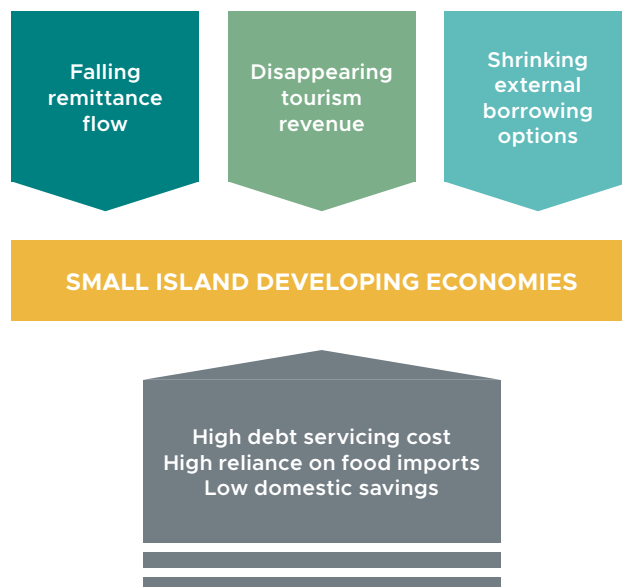 Falling
remittance
flow
Disappearing
tourism
revenue
Shrinking
external
borrowing
options
SMALL ISLAND DEVELOPING ECONOMIES
High debt servicing cost
High reliance on food imports
Low domestic savings